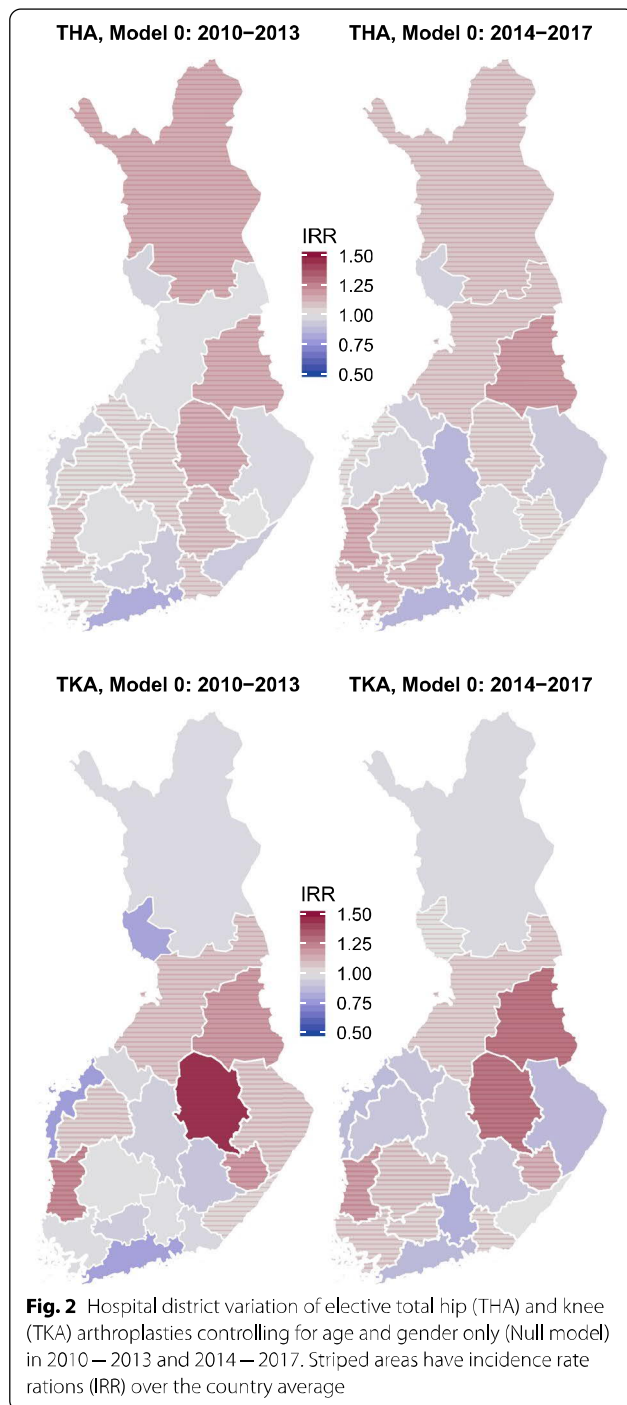 THA, Model 0: 2010−2013
THA, Model 0: 2014−2017
IRR
1.50
1.25
1.00
0.75
0.50
TKA, Model 0: 2010−2013
TKA, Model 0: 2014−2017
IRR
1.50
1.25
1.00
0.75
0.50
Fig. 2 Hospital district variation of elective total hip (THA) and knee
(TKA) arthroplasties controlling for age and gender only (Null model)
in 2010 — 2013 and 2014 — 2017. Striped areas have incidence rate
rations (IRR) over the country average